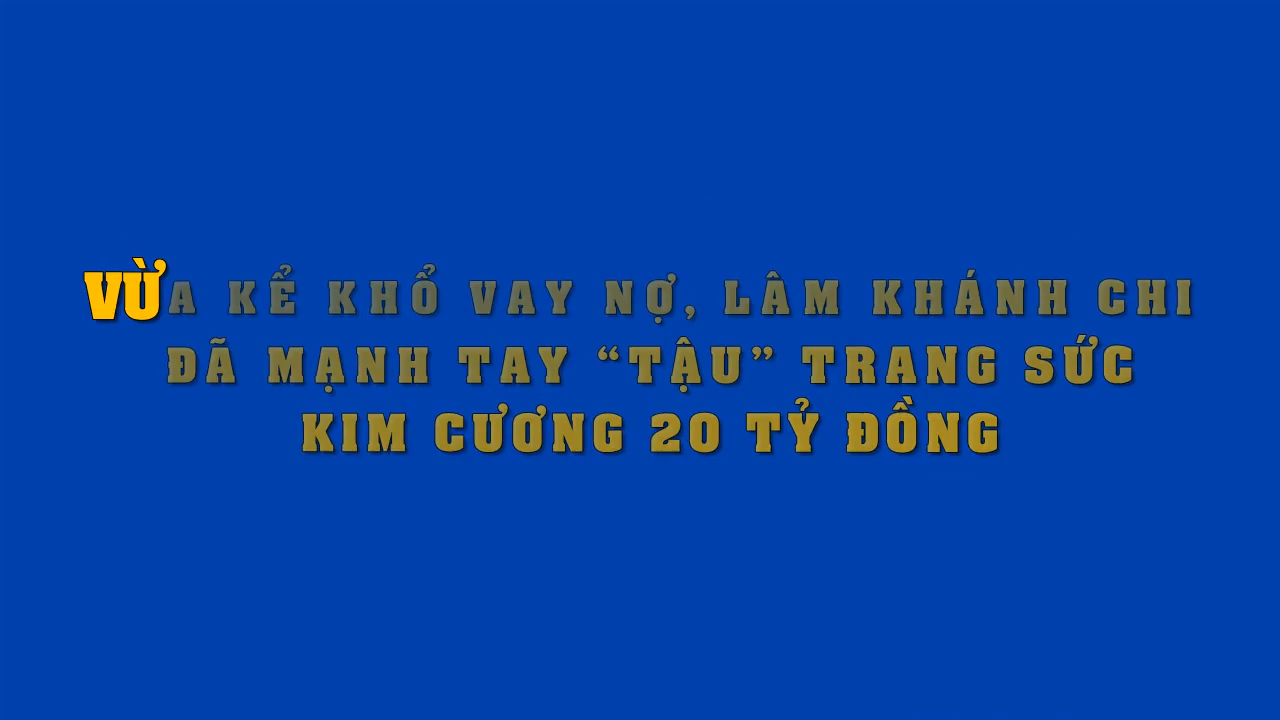 VỪA KỂ KHỔ VAY NỢ, LÂM KHÁNH CHI
ĐÃ MẠNH TAY “TẬU” TRANG SỨC
KIM CƯƠNG 20 TỶ ĐỒNG